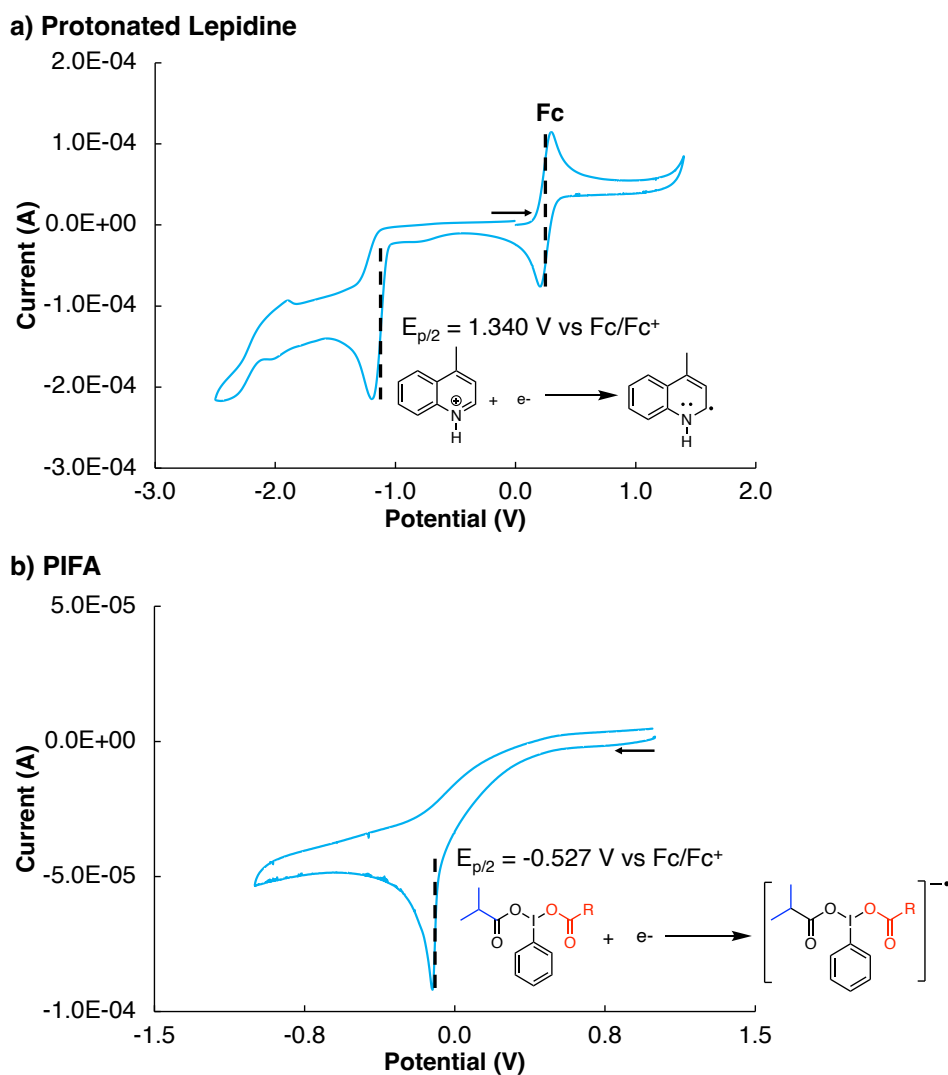 a) Protonated Lepidine
2.0E-04
1.0E-04
0.0E+00
-1.0E-04
-2.0E-04
-3.0E-04
Current (A)
Fc
E_{p/2} = 1.340 V vs Fc/Fc⁺
⊕
N
H
+ e-
••
N
H
•
-3.0 -2.0 -1.0 0.0 1.0 2.0
Potential (V)
b) PIFA
5.0E-05
0.0E+00
-5.0E-05
-1.0E-04
Current (A)
E_{p/2} = -0.527 V vs Fc/Fc⁺
O I O R
O O
+ e-
O I O R
O O
−•
-1.5 -0.8 0.0 0.8 1.5
Potential (V)